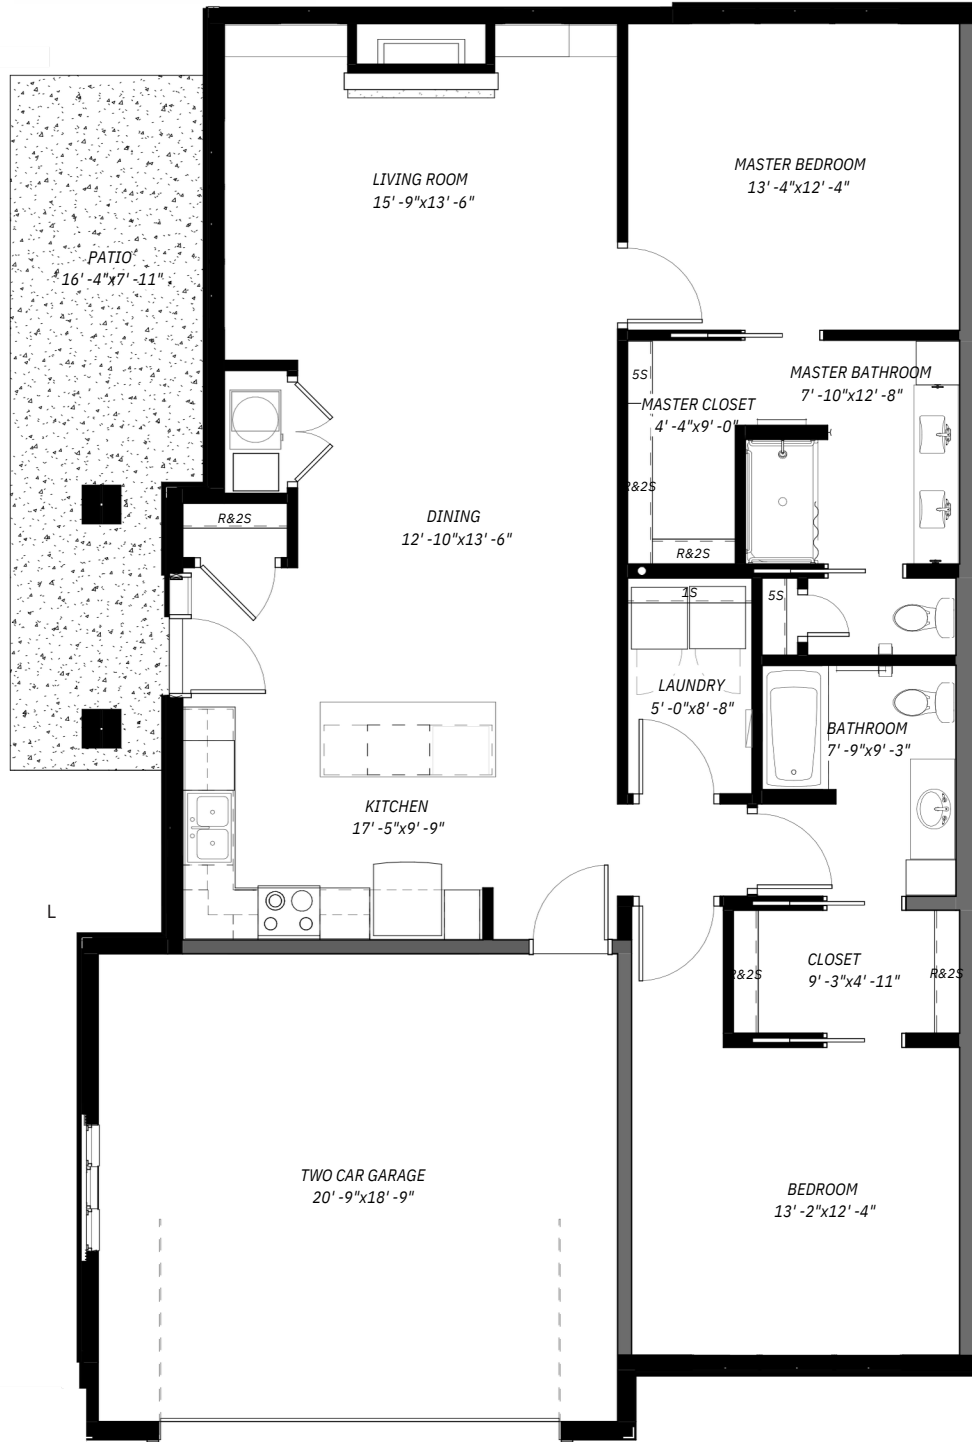 MASTER BEDROOM
13' -4"x12' -4"
LIVING ROOM
15' -9"x13' -6"
PATIO
16' -4"x7' -11"
5S
MASTER BATHROOM
7' -10"x12' -8"
MASTER CLOSET
4' -4"x9' -0"
R&2S
R&2S
R&2S
DINING
12' -10"x13' -6"
1S
5S
LAUNDRY
5' -0"x8' -8"
BATHROOM
7' -9"x9' -3"
KITCHEN
17' -5"x9' -9"
L
CLOSET
9' -3"x4' -11"
R&2S
R&2S
TWO CAR GARAGE
20' -9"x18' -9"
BEDROOM
13' -2"x12' -4"